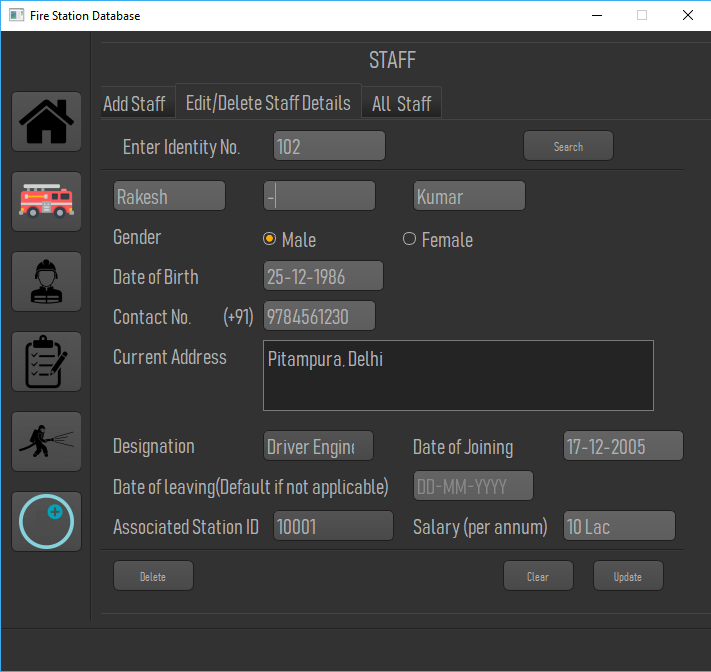 Fire Station Database
STAFF
Add Staff Edit/Delete Staff Details All Staff
Enter Identity No. 102 Search
Rakesh - Kumar
Gender Male Female
Date of Birth 25-12-1986
Contact No. (+91) 9784561230
Current Address Pitampura, Delhi
Designation Driver Engine Date of Joining 17-12-2005
Date of leaving(Default if not applicable) DD-MM-YYYY
Associated Station ID 10001 Salary (per annum) 10 Lac
Delete Clear Update